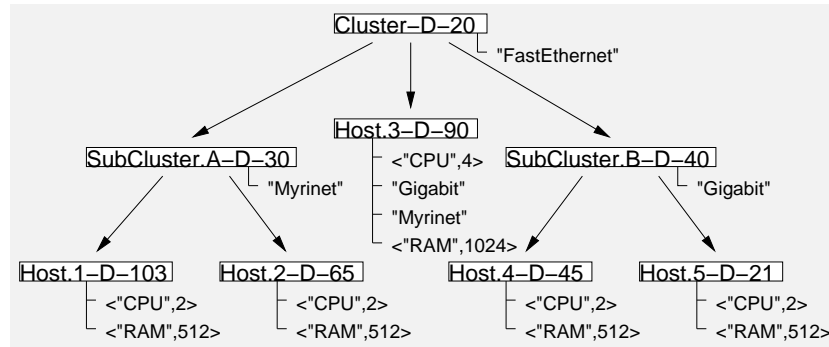 Cluster–D–20
"FastEthernet"
Host.3–D–90
<"CPU",4>
"Gigabit"
"Myrinet"
<"RAM",1024>
SubCluster.A–D–30
"Myrinet"
SubCluster.B–D–40
"Gigabit"
Host.1–D–103
<"CPU",2>
<"RAM",512>
Host.2–D–65
<"CPU",2>
<"RAM",512>
Host.4–D–45
<"CPU",2>
<"RAM",512>
Host.5–D–21
<"CPU",2>
<"RAM",512>